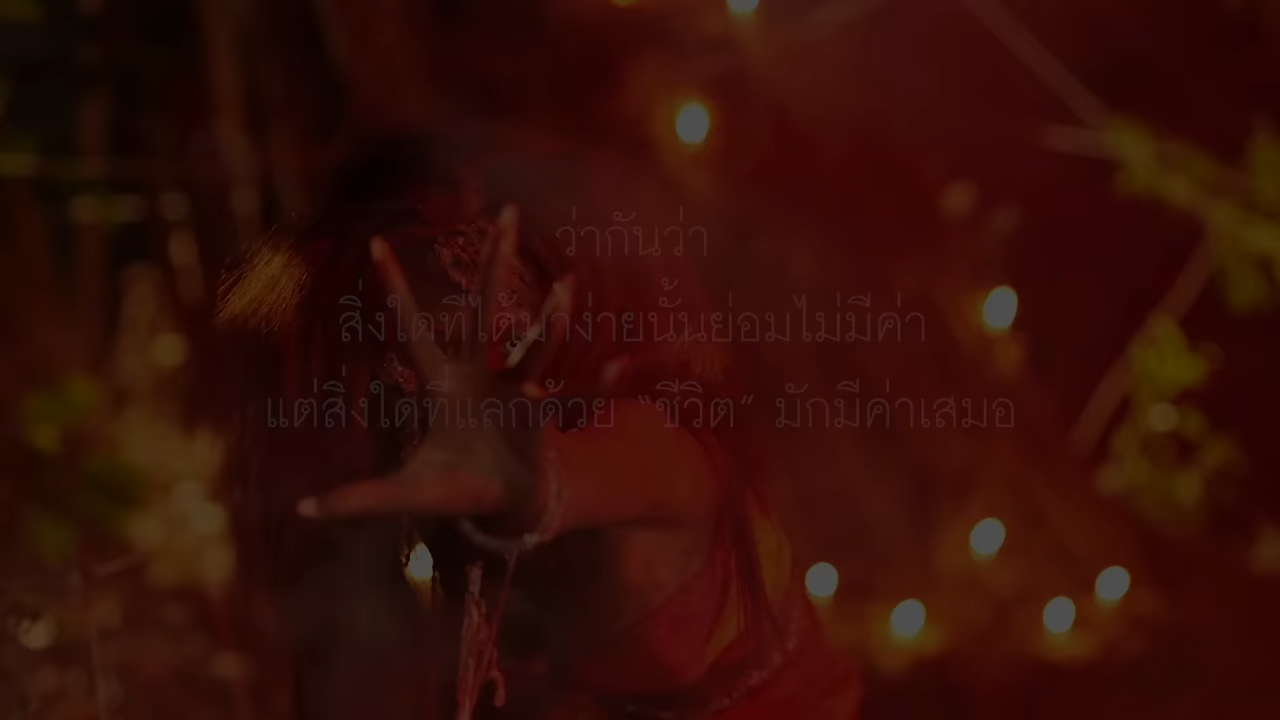 ว่ากันว่า
สิ่งใดที่ได้มาง่ายนั้นย่อมไม่มีค่า
แต่สิ่งใดที่แลกด้วย "ชีวิต" มักมีค่าเสมอ